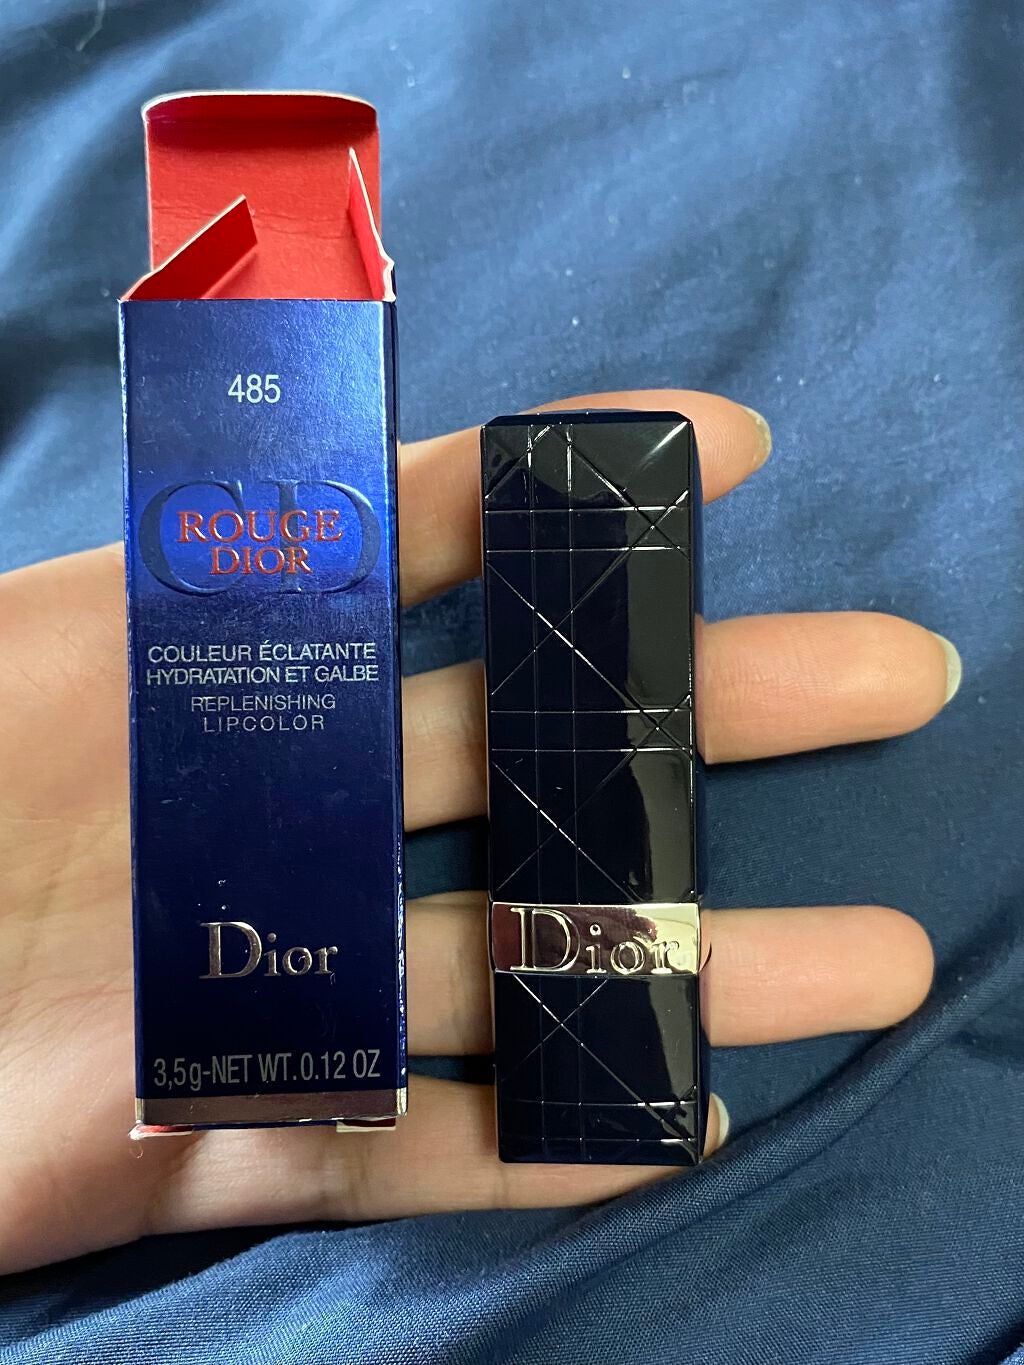 485
CD
ROUGE
DIOR
COULEUR ÉCLATANTE
HYDRATATION ET GALBE
REPLENISHING
LIPCOLOR
Dior
3,5g-NET WT. 0.12 OZ
Dior